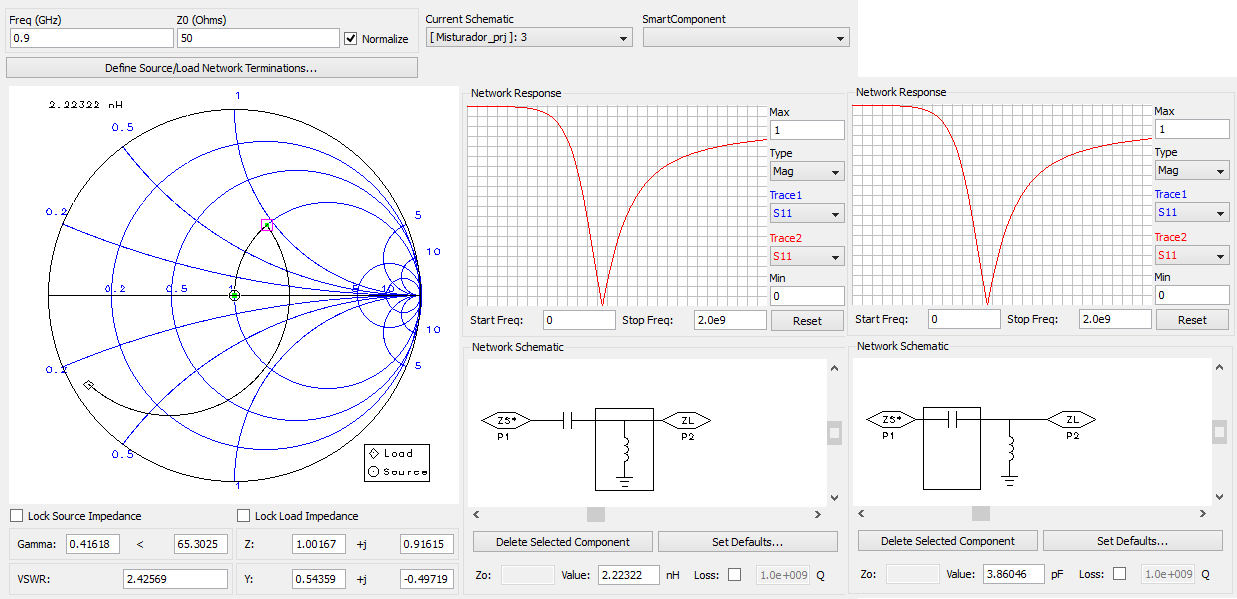 Freq (GHz) Z0 (Ohms) Current Schematic SmartComponent
0.9 50 Normalize [ Misturador_prj ]: 3
Define Source/Load Network Terminations...
2.22322 nH
1
0.5
0.2
5
10
0.2 0.5 1 5 10
10
5
0.2
0.5
1
Load
Source
Lock Source Impedance Lock Load Impedance
Gamma: 0.41618 < 65.3025 Z: 1.00167 +j 0.91615
VSWR: 2.42569 Y: 0.54359 +j -0.49719
Network Response
Max
1
Type
Mag
Trace1
S11
Trace2
S11
Min
0
Start Freq: 0 Stop Freq: 2.0e9 Reset
Network Schematic
ZS* ZL
P1 P2
Delete Selected Component Set Defaults...
Zo: Value: 2.22322 nH Loss: 1.0e+009 Q
Network Response
Max
1
Type
Mag
Trace1
S11
Trace2
S11
Min
0
Start Freq: 0 Stop Freq: 2.0e9 Reset
Network Schematic
ZS* ZL
P1 P2
Delete Selected Component Set Defaults...
Zo: Value: 3.86046 pF Loss: 1.0e+009 Q